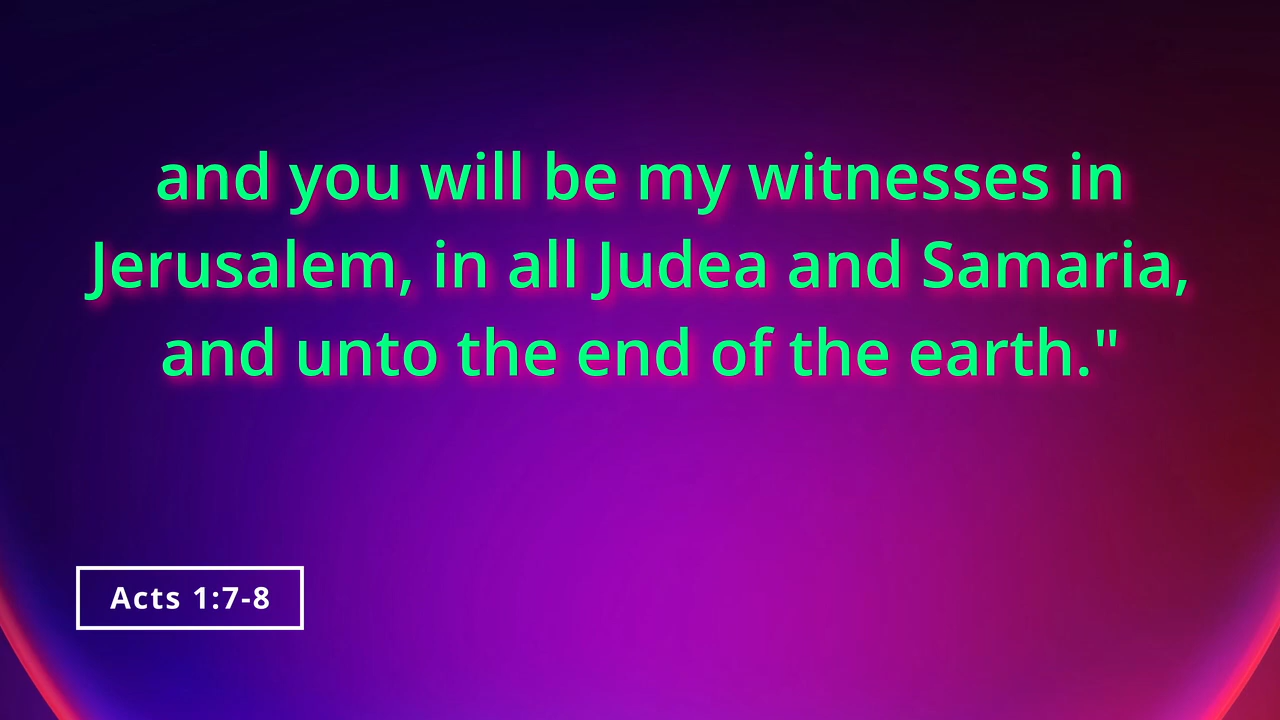 and you will be my witnesses in
Jerusalem, in all Judea and Samaria,
and unto the end of the earth."
Acts 1:7-8